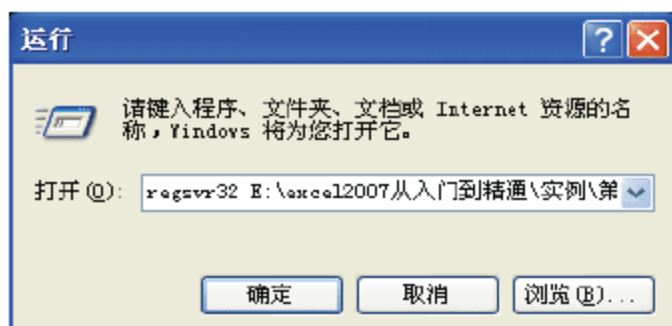 运行
请键入程序、文件夹、文档或 Internet 资源的名
称，Windows 将为您打开它。
打开(O): regsvr32 E:\excel2007从入门到精通\实例\第
确定 取消 浏览(B)...